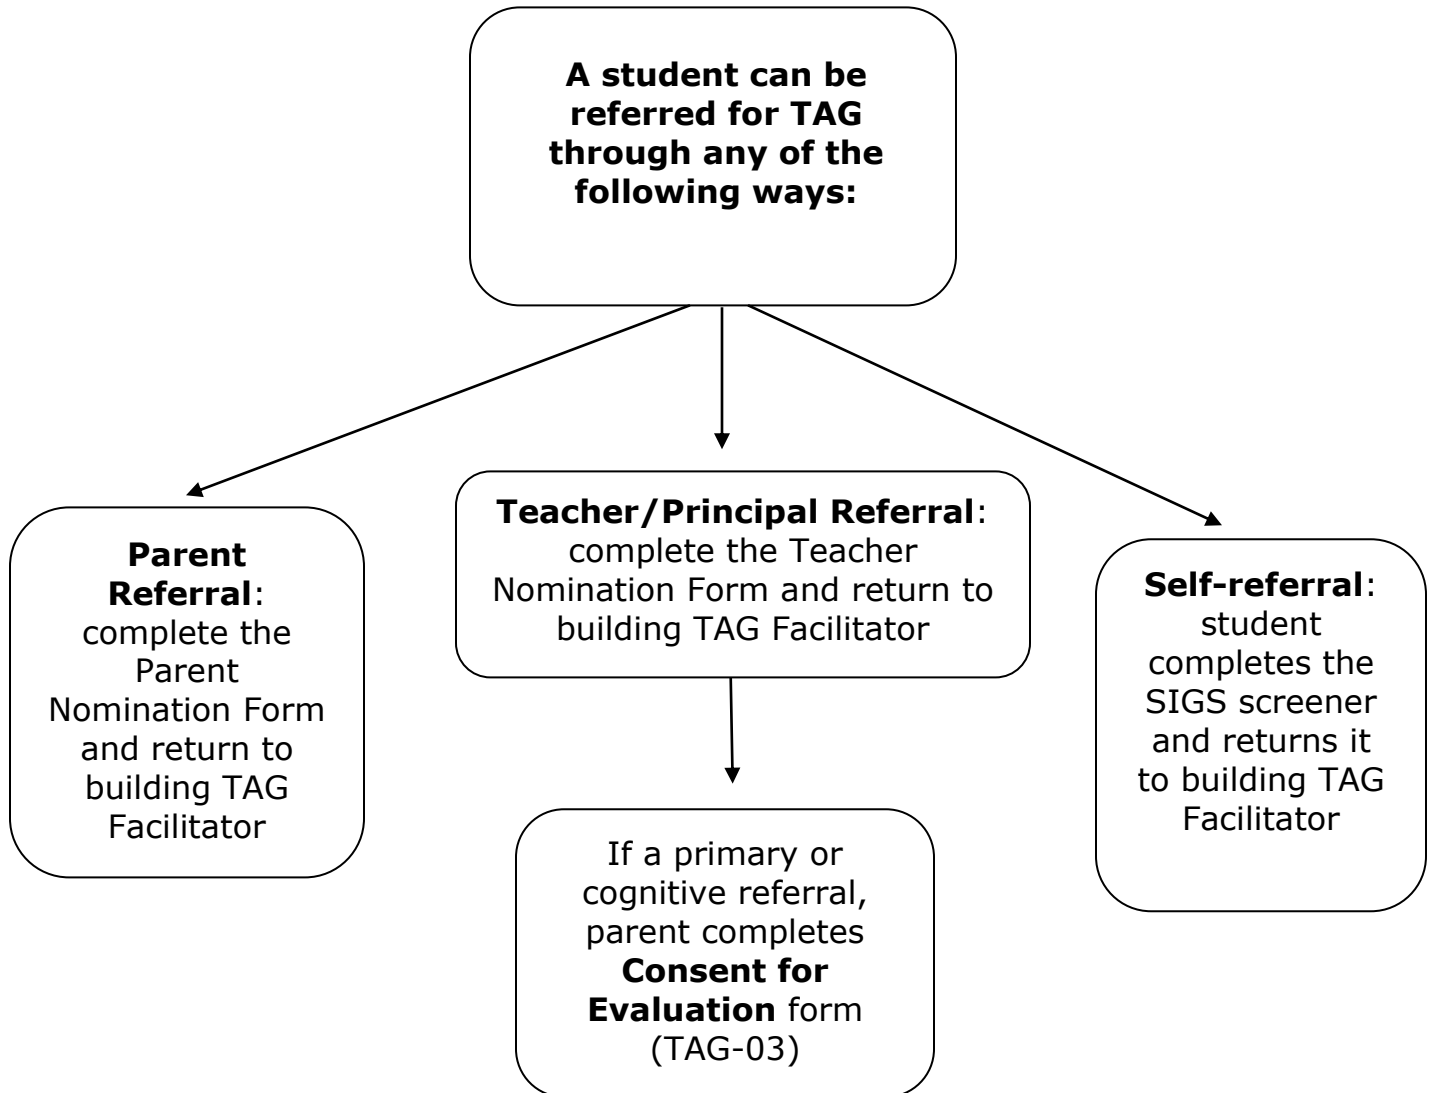 A student can be
referred for TAG
through any of the
following ways:
Parent
Referral:
complete the
Parent
Nomination Form
and return to
building TAG
Facilitator
Teacher/Principal Referral:
complete the Teacher
Nomination Form and return to
building TAG Facilitator
Self-referral:
student
completes the
SIGS screener
and returns it
to building TAG
Facilitator
If a primary or
cognitive referral,
parent completes
Consent for
Evaluation form
(TAG-03)